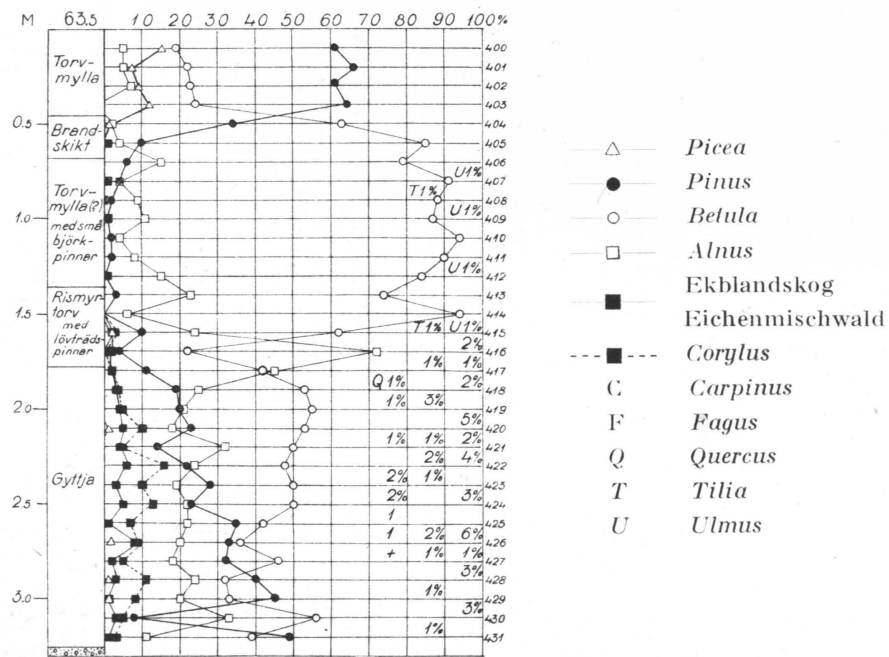 M 63.5 10 20 30 40 50 60 70 80 90 100%
400
Torv-
mylla
401
402
403
0.5
404
Brand-
skikt
405
406
U1%
407
Torv-
mylla(?)
T1%
408
1.0
U1%
409
med små
björk-
pinnar
410
411
U1%
412
413
Rismyr-
torv
414
1.5
med
lövträds
pinnar
T1% U1%
415
2%
416
1% 1%
417
Q1% 2%
418
2.0
1% 3%
419
5%
420
1% 1% 2%
421
2% 4%
422
Gyttja
2% 1%
423
2.5
2% 3%
424
1
425
1 2% 6%
426
+ 1% 1%
427
3%
428
3.0
1%
429
3%
430
1%
431
Picea
Pinus
Betula
Alnus
Ekblandskog
Eichenmischwald
Corylus
C Carpinus
F Fagus
Q Quercus
T Tilia
U Ulmus